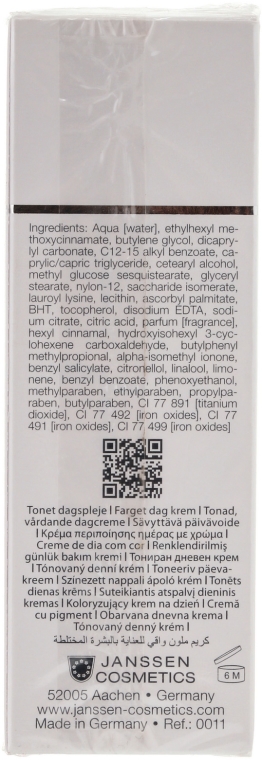 Ingredients: Aqua [water], ethylhexyl me-
thoxycinnamate, butylene glycol, dicapry-
lyl carbonate, C12-15 alkyl benzoate, ca-
prylic/capric triglyceride, cetearyl alcohol,
methyl glucose sesquistearate, glyceryl
stearate, nylon-12, saccharide isomerate,
lauroyl lysine, lecithin, ascorbyl palmitate,
BHT, tocopherol, disodium EDTA, sodi-
um citrate, citric acid, parfum [fragrance],
hexyl cinnamal, hydroxyisohexyl 3-cyc-
lohexene carboxaldehyde, butylphenyl
methylpropional, alpha-isomethyl ionone,
benzyl salicylate, citronellol, linalool, limo-
nene, benzyl benzoate, phenoxyethanol,
methylparaben, ethylparaben, propylpa-
raben, butylparaben, CI 77 891 [titanium
dioxide], CI 77 492 [iron oxides], CI 77
491 [iron oxides], CI 77 499 [iron oxides]
Tonet dagspleje I Farget dag krem I Tonad,
vårdande dagcreme I Sävyttävä päivävoide
I Κρέμα περιποίησης ημέρας με χρώμα I
Creme de dia com cor I Renklendirilmiş
günlük bakım kremi I Тониран дневен крем
I Tónovaný denní krém I Toneeriv päeva-
kreem I Színezett nappali ápoló krém I Tonēts
dienas krēms I Suteikiantis atspalvį dieninis
kremas I Koloryzujący krem na dzień I Cremă
cu pigment I Obarvana dnevna krema I
Tónovaný denný krém I
كريم ملون واقي للعناية بالبشرة المختلطة
JANSSEN
COSMETICS
6 M
52005 Aachen • Germany
www.janssen-cosmetics.com
Made in Germany • Ref.: 0011